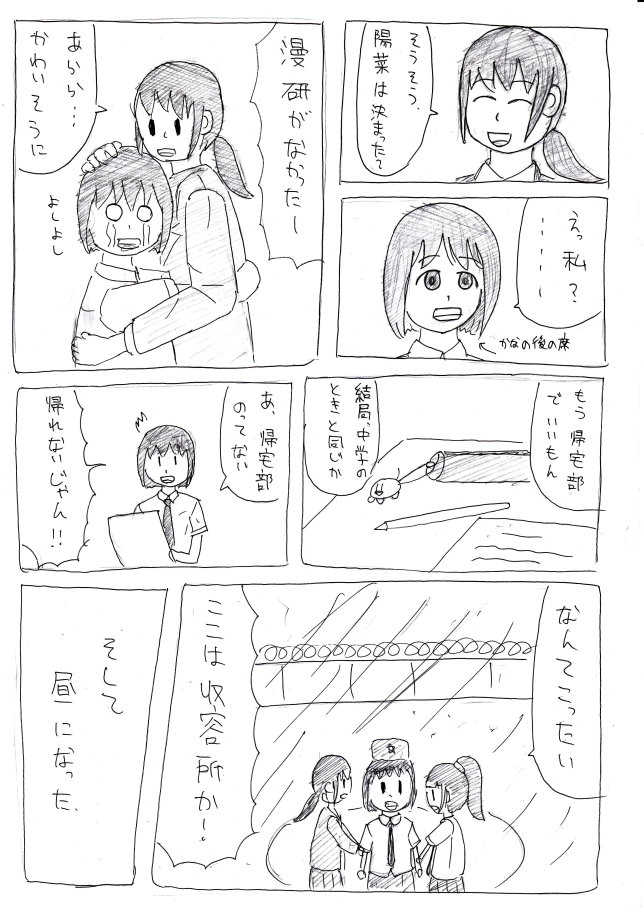 そうそう、
陽菜は決まった?
えっ私?
……
かなの後の席
漫研がなかったー
あららら…
かわいそうに
よしよし
もう帰宅部
でいいもん
結局、中学の
ときと同じか
あ、帰宅部
のってない
帰れないじゃん!!
なんてこったい
ここは収容所か―!
そして
昼になった.